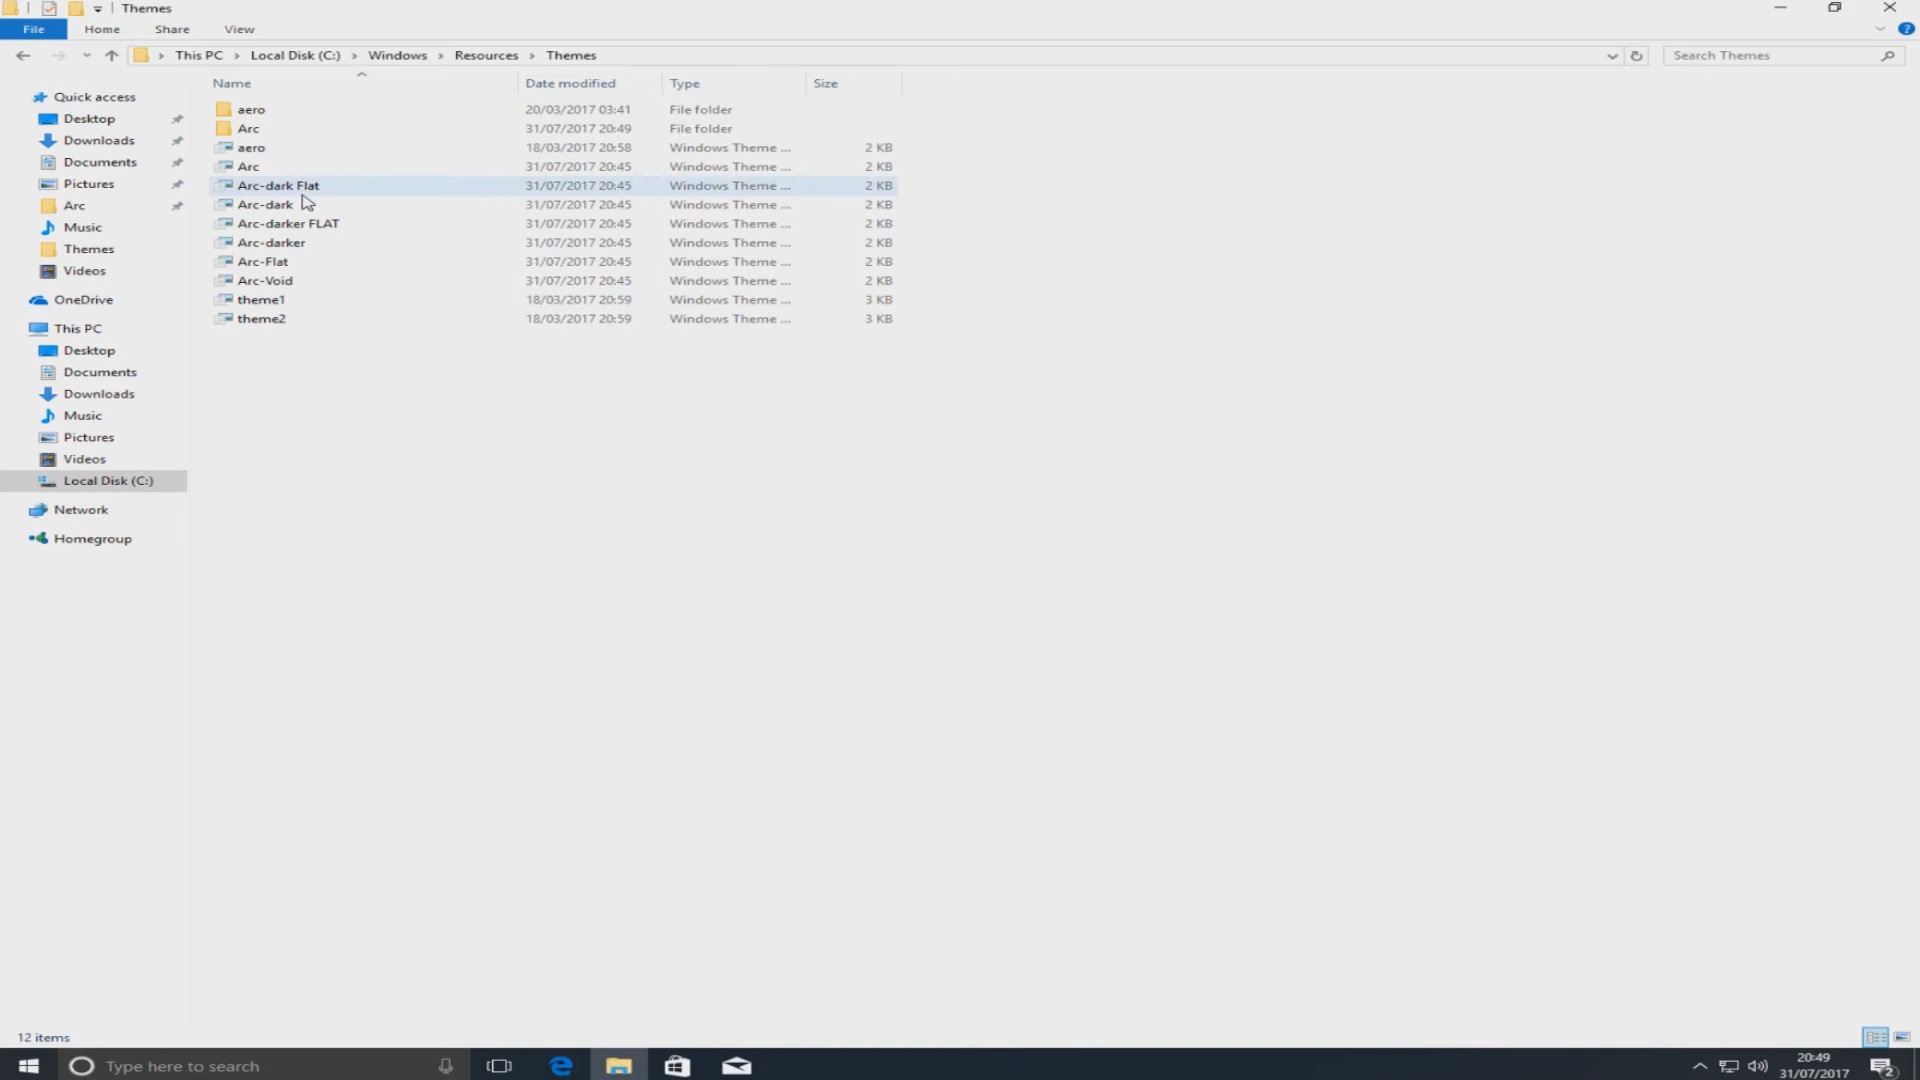 Themes
File Home Share View
This PC Local Disk (C:) Windows Resources Themes Search Themes
Name Date modified Type Size
Quick access
Desktop
Downloads
Documents
Pictures
Arc
Music
Themes
Videos
OneDrive
This PC
Desktop
Documents
Downloads
Music
Pictures
Videos
Local Disk (C:)
Network
Homegroup
aero 20/03/2017 03:41 File folder
Arc 31/07/2017 20:49 File folder
aero 18/03/2017 20:58 Windows Theme ... 2 KB
Arc 31/07/2017 20:45 Windows Theme ... 2 KB
Arc-dark Flat 31/07/2017 20:45 Windows Theme ... 2 KB
Arc-dark 31/07/2017 20:45 Windows Theme ... 2 KB
Arc-darker FLAT 31/07/2017 20:45 Windows Theme ... 2 KB
Arc-darker 31/07/2017 20:45 Windows Theme ... 2 KB
Arc-Flat 31/07/2017 20:45 Windows Theme ... 2 KB
Arc-Void 31/07/2017 20:45 Windows Theme ... 2 KB
theme1 18/03/2017 20:59 Windows Theme ... 3 KB
theme2 18/03/2017 20:59 Windows Theme ... 3 KB
12 items
Type here to search
20:49
31/07/2017
2